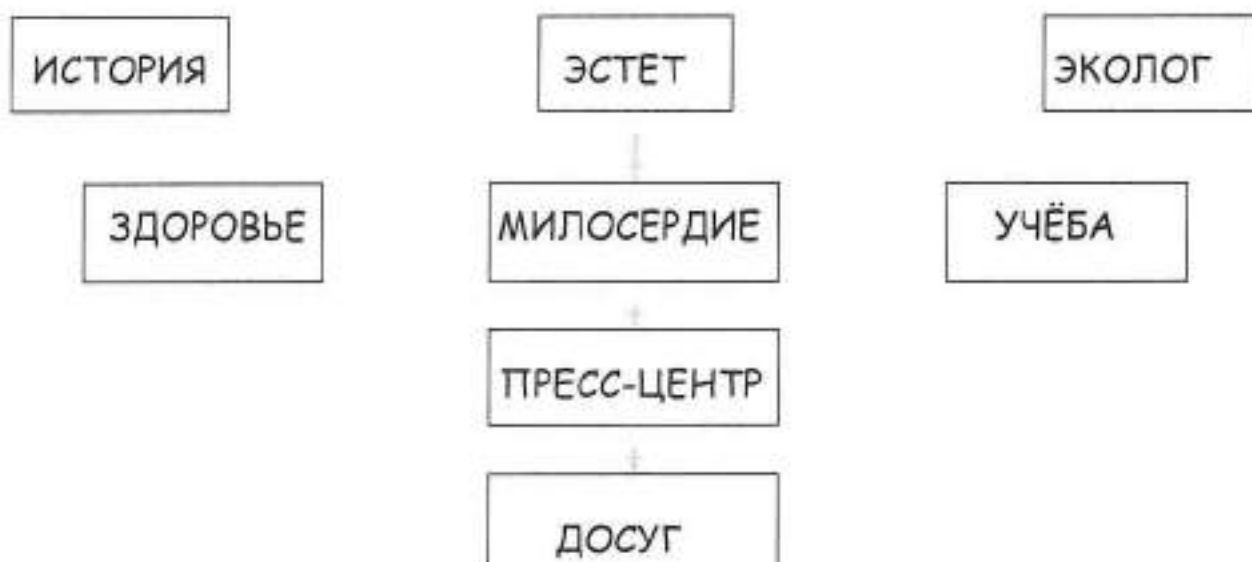 ИСТОРИЯ
ЭСТЕТ
ЭКОЛОГ
ЗДОРОВЬЕ
МИЛОСЕРДИЕ
УЧЁБА
ПРЕСС-ЦЕНТР
ДОСУГ